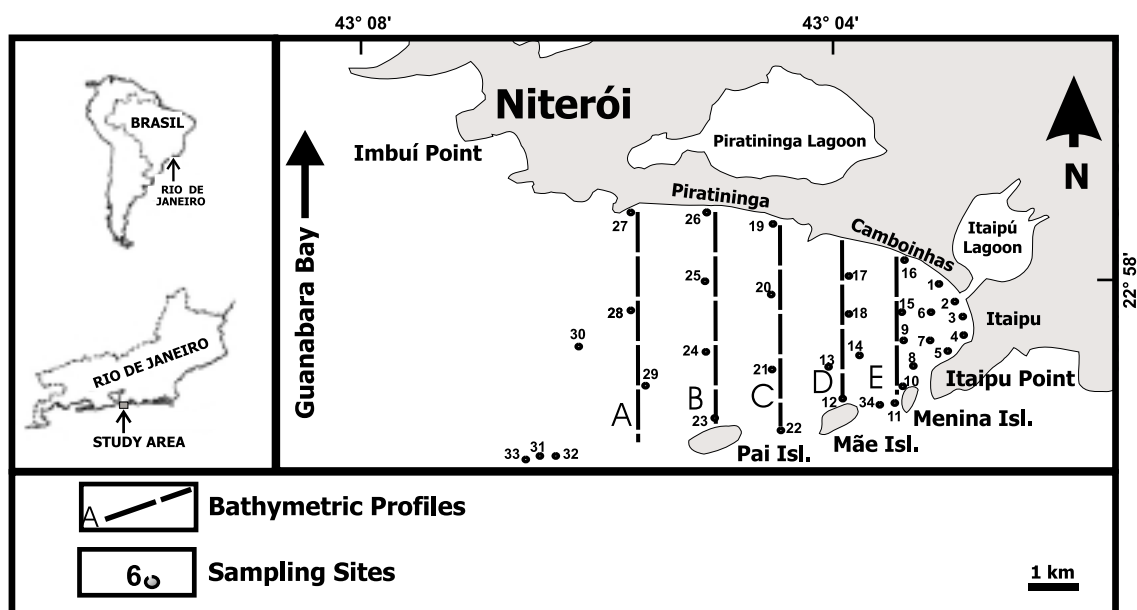 43° 08'
43° 04'
BRASIL
RIO DE
JANEIRO
RIO DE JANEIRO
STUDY AREA
Guanabara Bay
Niterói
Imbuí Point
Piratininga Lagoon
N
Piratininga
Camboinhas
Itaipú
Lagoon
22° 58'
27
26
19
16
1
17
25
20
2
28
18
15
6
3
Itaipu
30
9
4
24
14
7
5
29
21
13
8
Itaipu Point
10
A
B
C
D
E
12
34
11
Menina Isl.
23
22
Mãe Isl.
Pai Isl.
33
31
32
A
Bathymetric Profiles
6
Sampling Sites
1 km